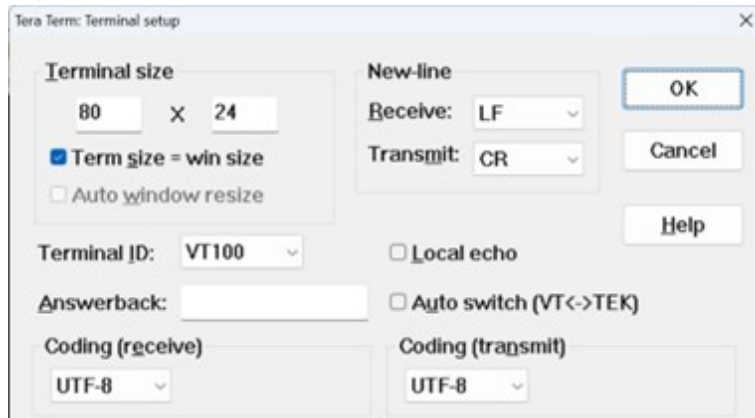 Tera Term: Terminal setup
Terminal size
80 X 24
Term size = win size
Auto window resize
New-line
Receive: LF
Transmit: CR
OK
Cancel
Help
Terminal ID: VT100
Local echo
Answerback:
Auto switch (VT<->TEK)
Coding (receive)
UTF-8
Coding (transmit)
UTF-8